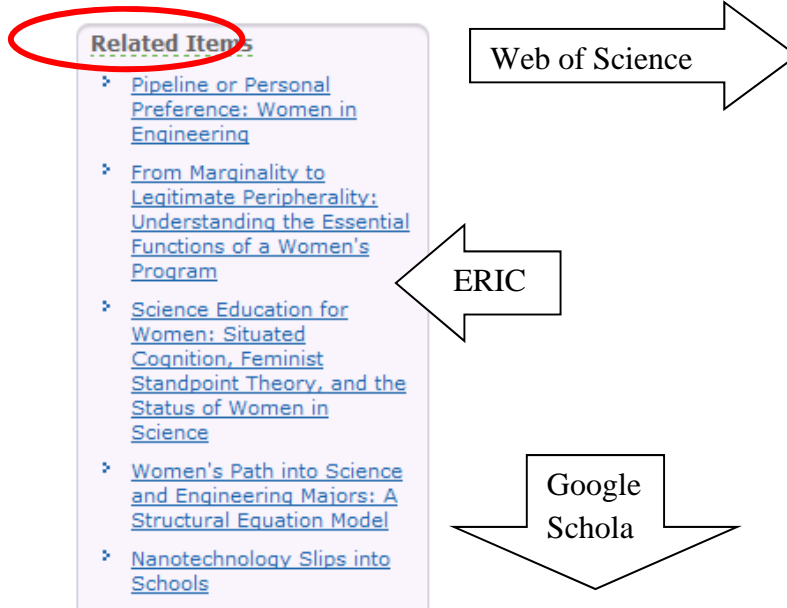 Related Items
Pipeline or Personal
Preference: Women in
Engineering
From Marginality to
Legitimate Peripherality:
Understanding the Essential
Functions of a Women's
Program
Science Education for
Women: Situated
Cognition, Feminist
Standpoint Theory, and the
Status of Women in
Science
Women's Path into Science
and Engineering Majors: A
Structural Equation Model
Nanotechnology Slips into
Schools
Web of Science
ERIC
Google
Schola